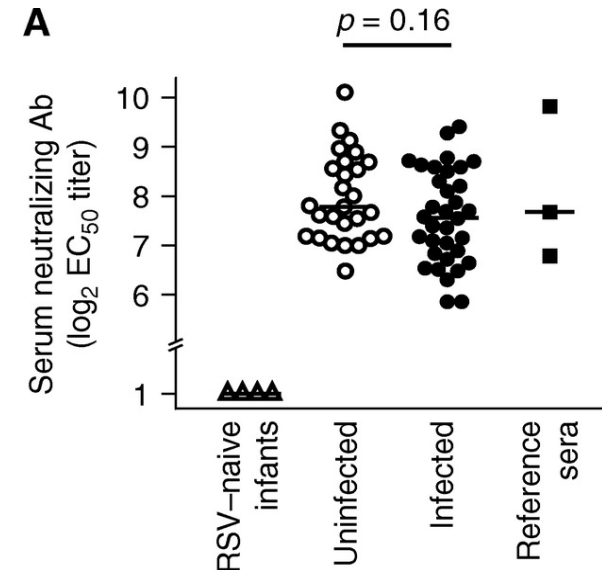 A
p = 0.16
Serum neutralizing Ab
(log2 EC50 titer)
10
9
8
7
6
1
RSV–naive
infants
Uninfected
Infected
Reference
sera